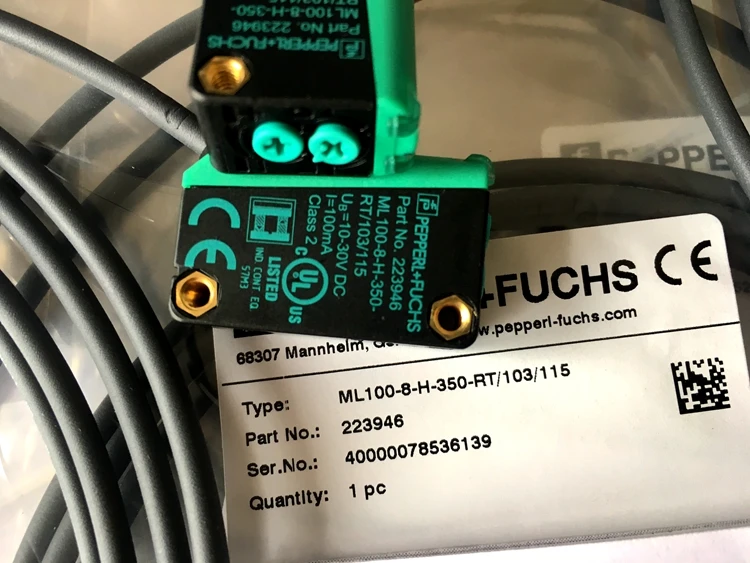 PEPPERL+FUCHS
Part No. 223946
ML100-8-H-350-
RT/103/115
PEPPERL+FUCHS
Part No. 223946
ML100-8-H-350-
RT/103/115
UB=10-30V DC
I=100mA
Class 2
C UL US
LISTED
IND CONT EQ
57M3
CE
+FUCHS CE
www.pepperl-fuchs.com
68307 Mannheim,
Type: ML100-8-H-350-RT/103/115
Part No.: 223946
Ser.No.: 40000078536139
Quantity: 1 pc